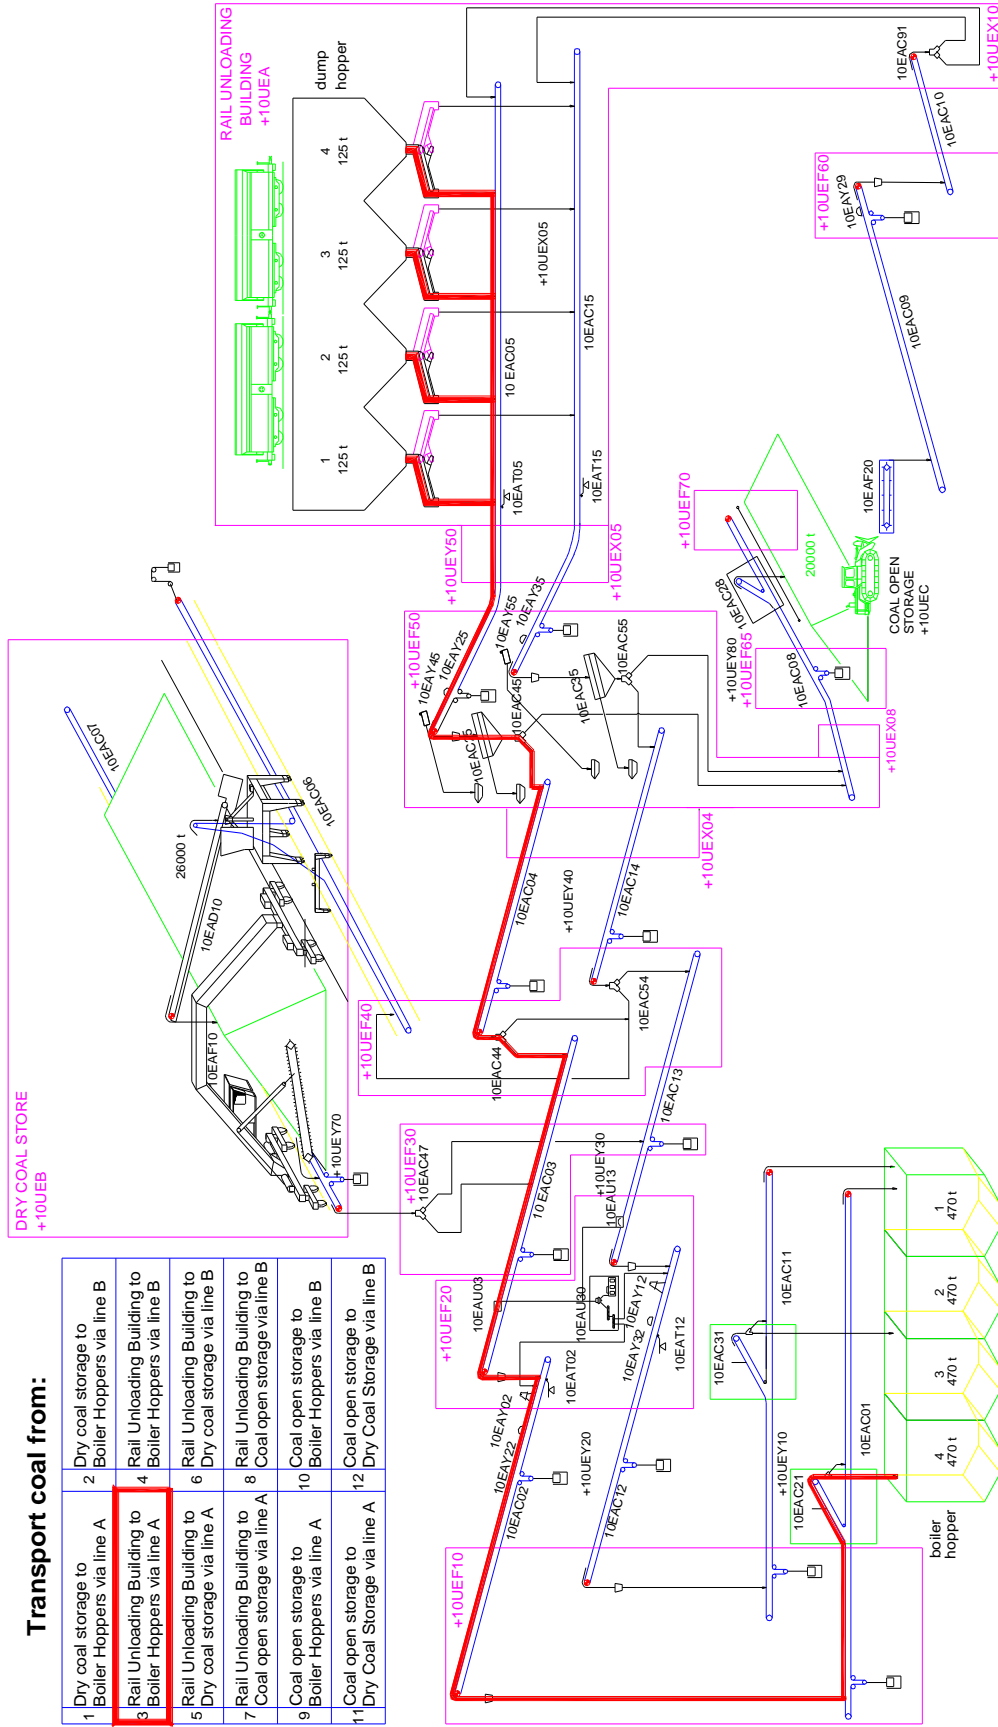 Transport coal from:
1 Dry coal storage to
Boiler Hoppers via line A
2 Dry coal storage to
Boiler Hoppers via line B
3 Rail Unloading Building to
Boiler Hoppers via line A
4 Rail Unloading Building to
Boiler Hoppers via line B
5 Rail Unloading Building to
Dry coal storage via line A
6 Rail Unloading Building to
Dry coal storage via line B
7 Rail Unloading Building to
Coal open storage via line A
8 Rail Unloading Building to
Coal open storage via line B
9 Coal open storage to
Boiler Hoppers via line A
10 Coal open storage to
Boiler Hoppers via line B
11 Coal open storage to
Dry Coal Storage via line A
12 Coal open storage to
Dry Coal Storage via line B
DRY COAL STORE
+10UEB
10EAF10
10EAD10
26000 t
10EAC07
10EAC06
+10UEY70
RAIL UNLOADING
BUILDING
+10UEA
dump
hopper
1
125 t
2
125 t
3
125 t
4
125 t
10 EAC05
10EAT05
+10UEX05
10EAC15
10EAT15
+10UEY50
+10UEX05
+10UEF50
10EAY45
10EAY25
10EAC25
10EAC45
10EAY55
10EAY35
10EAC35
10EAC55
+10UEX04
+10UEX08
10EAC04
+10UEY40
10EAC14
+10UEF40
10EAC44
10EAC54
10EAC13
+10UEF30
10EAC47
10 EAC03
+10UEY30
10EAU13
+10UEF20
10EAU03
10EAU30
10EAY12
10EAY32
10EAT12
10EAT02
10EAY02
10EAY22
10EAC02
+10UEY20
10EAC12
+10UEF10
+10UEY10
10EAC11
10EAC31
10EAC21
10EAC01
boiler
hopper
4
470 t
3
470 t
2
470 t
1
470 t
10EAC08
+10UEY80
+10UEF65
10EAC28
+10UEF70
20000 t
COAL OPEN
STORAGE
+10UEC
10EAF20
10EAC09
10EAY29
+10UEF60
10EAC10
10EAC91
+10UEX10